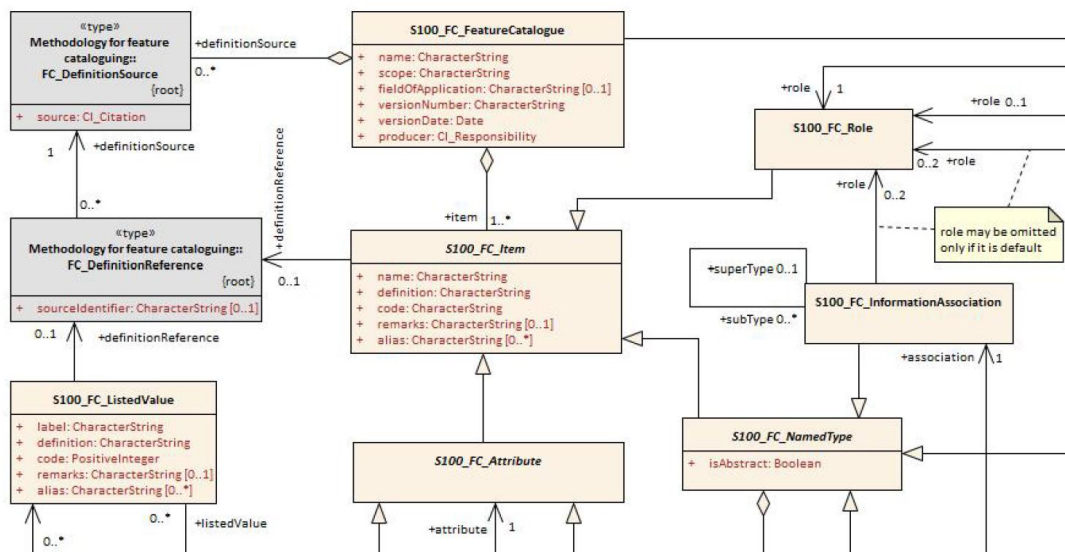 «type»
Methodology for feature
cataloguing::
FC_DefinitionSource
{root}
+ source: CI_Citation
+definitionSource
0..*
S100_FC_FeatureCatalogue
+ name: CharacterString
+ scope: CharacterString
+ fieldOfApplication: CharacterString [0..1]
+ versionNumber: CharacterString
+ versionDate: Date
+ producer: CI_Responsibility
+role
1
+role 0..1
S100_FC_Role
0..2 +role
+role
0..2
role may be omitted
only if it is default
1
+definitionSource
0..*
+definitionReference
0..1
+item
1..*
«type»
Methodology for feature cataloguing::
FC_DefinitionReference
{root}
+ sourceIdentifier: CharacterString [0..1]
S100_FC_Item
+ name: CharacterString
+ definition: CharacterString
+ code: CharacterString
+ remarks: CharacterString [0..1]
+ alias: CharacterString [0..*]
+superType 0..1
+subType 0..*
S100_FC_InformationAssociation
+association
1
0..1
+definitionReference
S100_FC_ListedValue
+ label: CharacterString
+ definition: CharacterString
+ code: PositiveInteger
+ remarks: CharacterString [0..1]
+ alias: CharacterString [0..*]
0..*
0..*
+listedValue
S100_FC_Attribute
+attribute
1
S100_FC_NamedType
+ isAbstract: Boolean